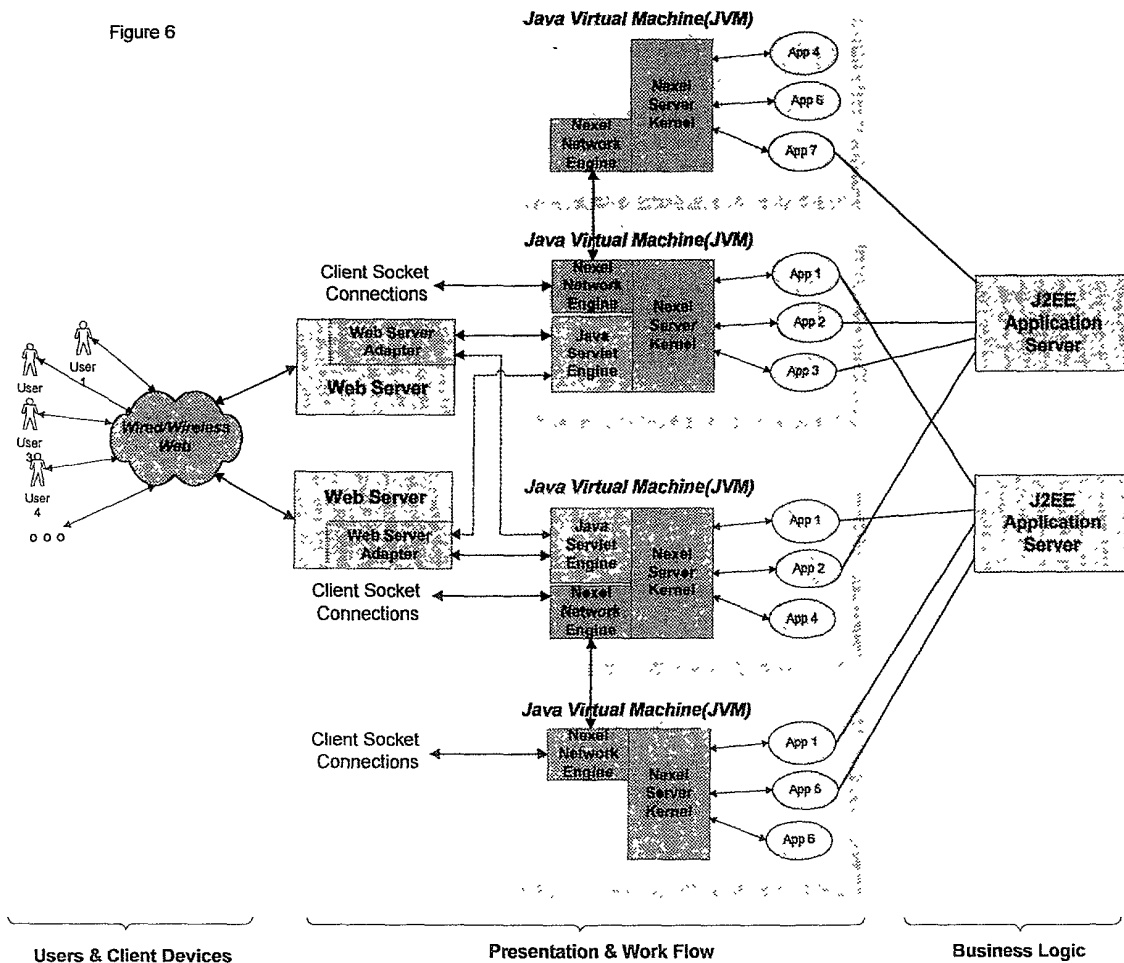 Figure 6
Java Virtual Machine(JVM)
Nexel
Server
Kernel
Nexel
Network
Engine
App 4
App 6
App 7
Java Virtual Machine(JVM)
Client Socket
Connections
Nexel
Network
Engine
Java
Servlet
Engine
Nexel
Server
Kernel
App 1
App 2
App 3
J2EE
Application
Server
Web Server
Adapter
Web Server
User
1
User
User
3
User
4
Wired/Wireless
Web
Web Server
Web Server
Adapter
Client Socket
Connections
Java Virtual Machine(JVM)
Java
Servlet
Engine
Nexel
Network
Engine
Nexel
Server
Kernel
App 1
App 2
App 4
J2EE
Application
Server
Java Virtual Machine(JVM)
Client Socket
Connections
Nexel
Network
Engine
Nexel
Server
Kernel
App 1
App 5
App 6
Users & Client Devices
Presentation & Work Flow
Business Logic